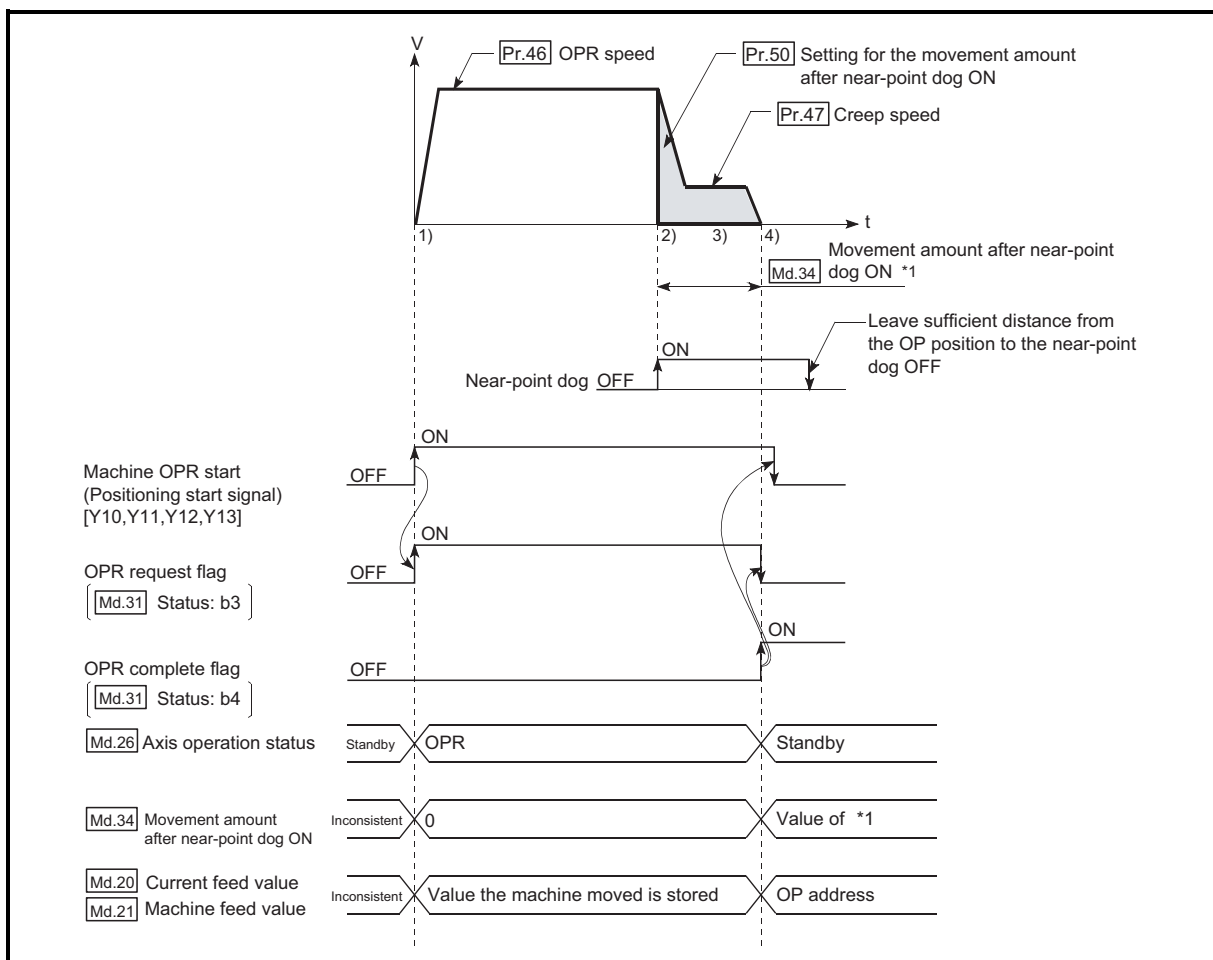 V
Pr.46 OPR speed
Pr.50 Setting for the movement amount
after near-point dog ON
Pr.47 Creep speed
t
1) 2) 3) 4)
Movement amount after near-point
Md.34 dog ON *1
Leave sufficient distance from
the OP position to the near-point
dog OFF
ON
Near-point dog OFF
ON
Machine OPR start
(Positioning start signal)
[Y10,Y11,Y12,Y13]
OFF
ON
OPR request flag
OFF
Md.31 Status: b3
ON
OPR complete flag
OFF
Md.31 Status: b4
Md.26 Axis operation status Standby OPR Standby
Md.34 Movement amount
after near-point dog ON
Inconsistent 0 Value of *1
Md.20 Current feed value
Md.21 Machine feed value
Inconsistent Value the machine moved is stored OP address